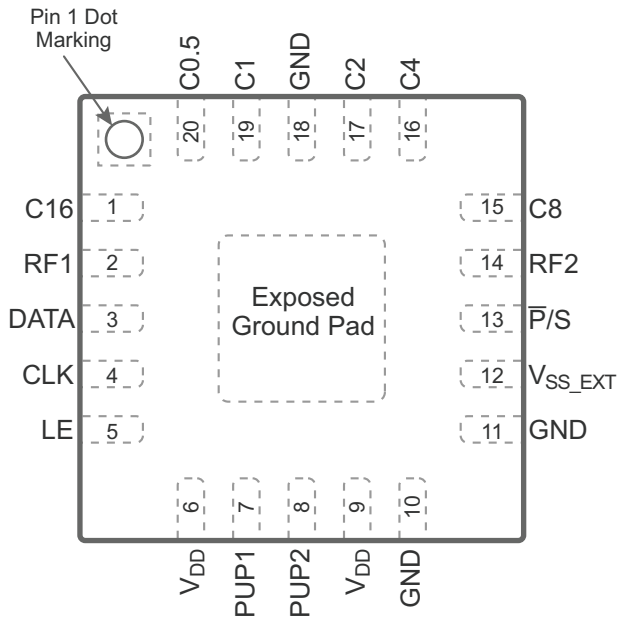 Pin 1 Dot
Marking
C0.5
C1
GND
C2
C4
20
19
18
17
16
C16 1
15 C8
RF1 2
14 RF2
Exposed
Ground Pad
DATA 3
13 P̅/S
CLK 4
12 VSS_EXT
LE 5
11 GND
6
7
8
9
10
VDD
PUP1
PUP2
VDD
GND